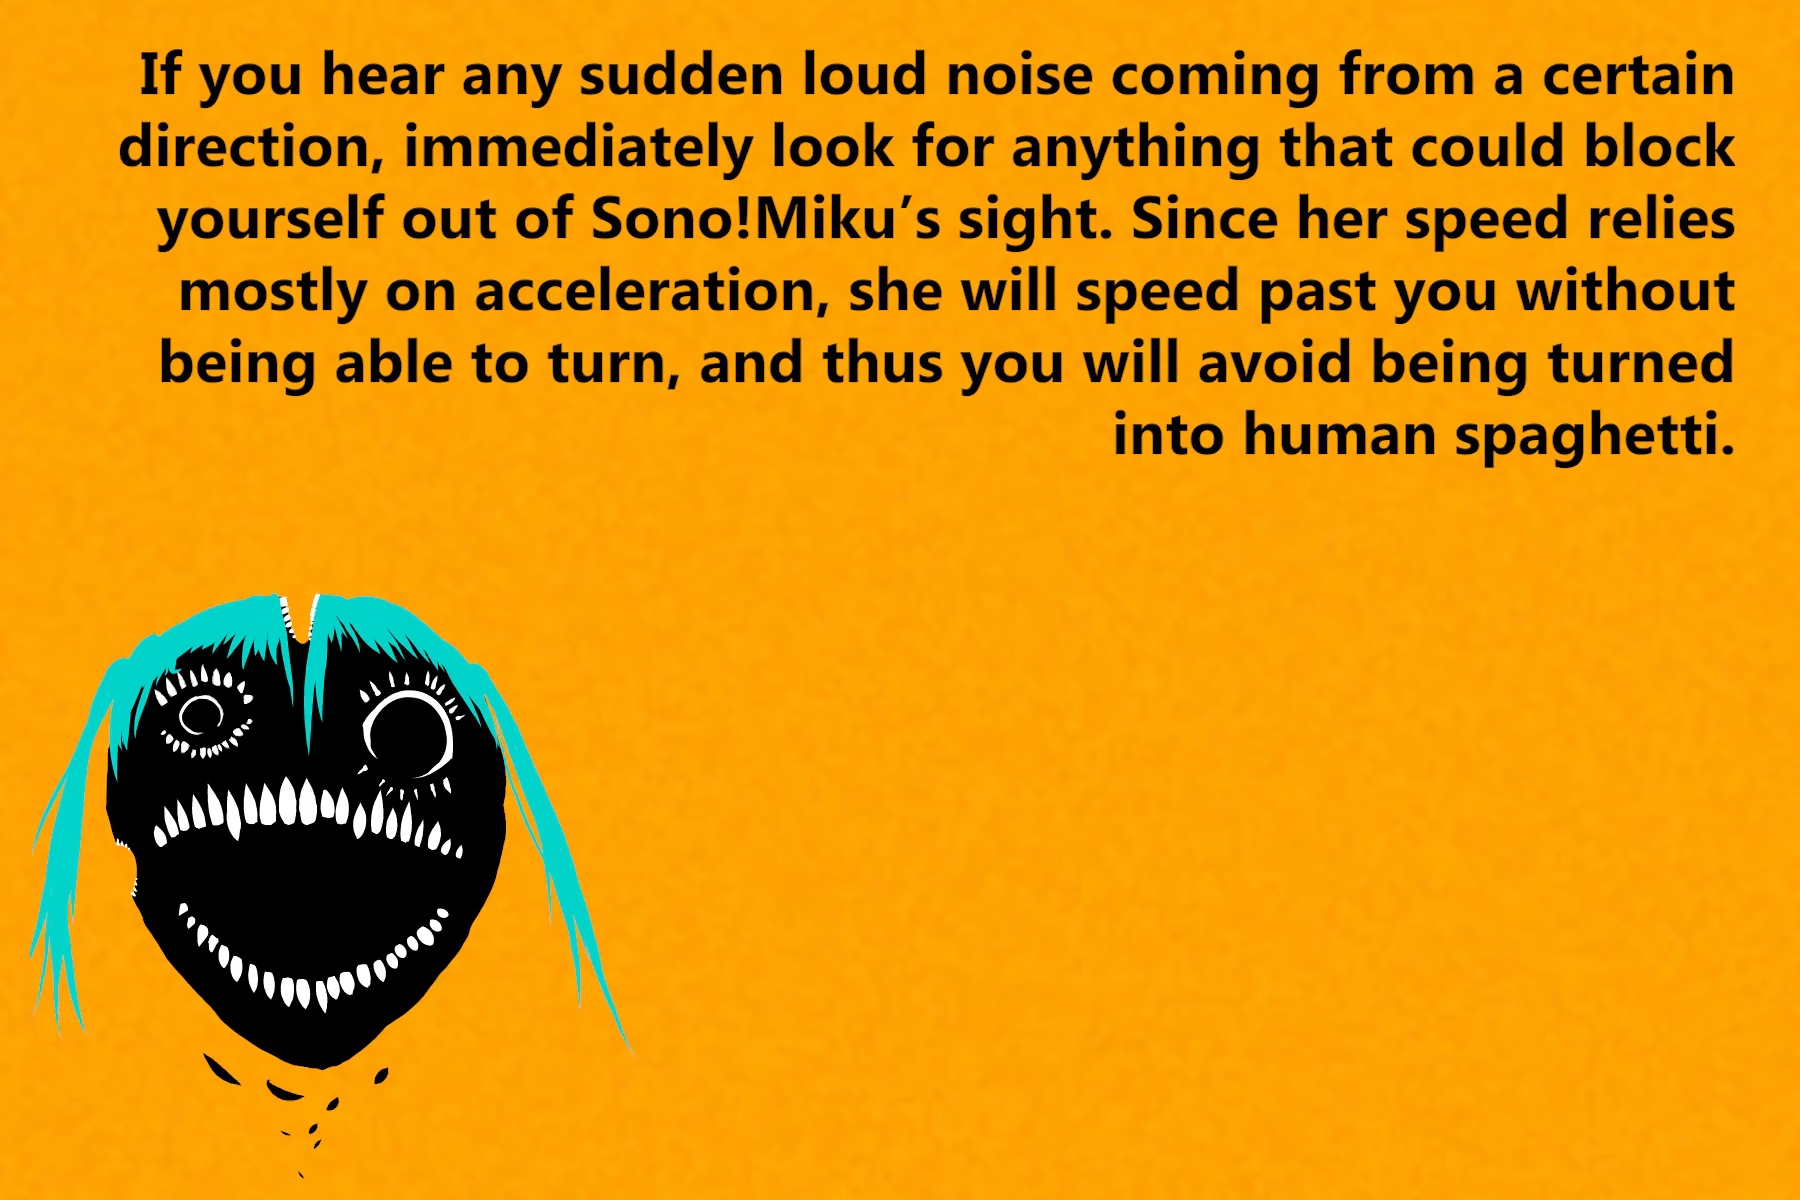 If you hear any sudden loud noise coming from a certain
direction, immediately look for anything that could block
yourself out of Sono!Miku’s sight. Since her speed relies
mostly on acceleration, she will speed past you without
being able to turn, and thus you will avoid being turned
into human spaghetti.